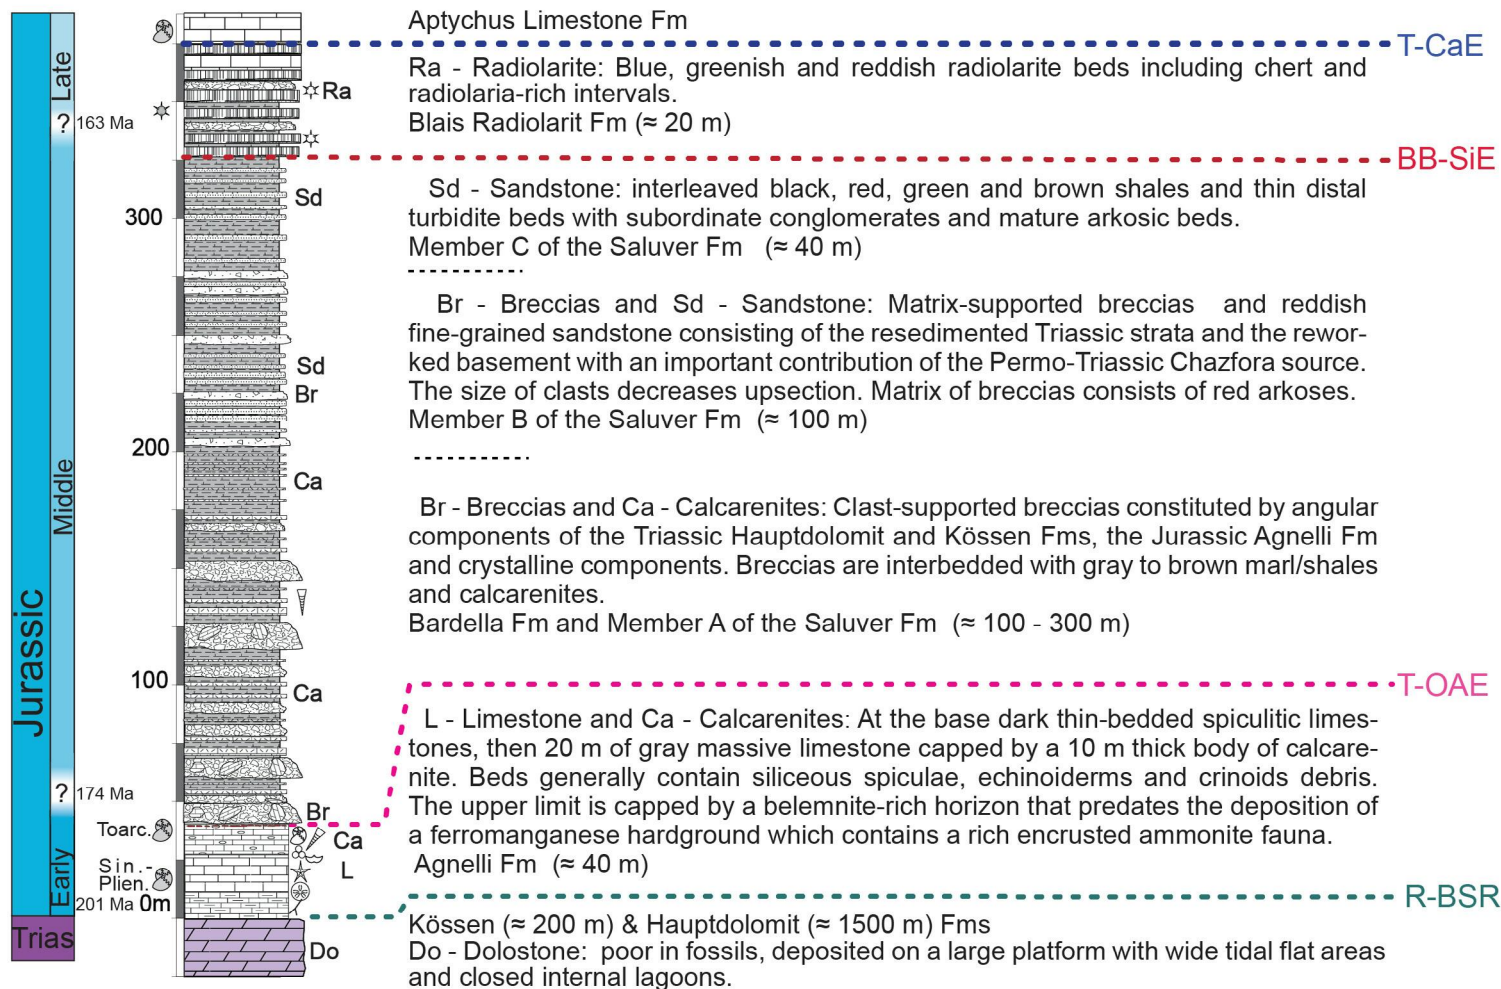 Aptychus Limestone Fm
T-CaE
Ra - Radiolarite: Blue, greenish and reddish radiolarite beds including chert and
radiolaria-rich intervals.
Blais Radiolarit Fm (≈ 20 m)
BB-SiE
Sd - Sandstone: interleaved black, red, green and brown shales and thin distal
turbidite beds with subordinate conglomerates and mature arkosic beds.
Member C of the Saluver Fm (≈ 40 m)
Br - Breccias and Sd - Sandstone: Matrix-supported breccias and reddish
fine-grained sandstone consisting of the resedimented Triassic strata and the rewor-
ked basement with an important contribution of the Permo-Triassic Chazfora source.
The size of clasts decreases upsection. Matrix of breccias consists of red arkoses.
Member B of the Saluver Fm (≈ 100 m)
Br - Breccias and Ca - Calcarenites: Clast-supported breccias constituted by angular
components of the Triassic Hauptdolomit and Kössen Fms, the Jurassic Agnelli Fm
and crystalline components. Breccias are interbedded with gray to brown marl/shales
and calcarenites.
Bardella Fm and Member A of the Saluver Fm (≈ 100 - 300 m)
T-OAE
L - Limestone and Ca - Calcarenites: At the base dark thin-bedded spiculitic limes-
tones, then 20 m of gray massive limestone capped by a 10 m thick body of calcare-
nite. Beds generally contain siliceous spiculae, echinoiderms and crinoids debris.
The upper limit is capped by a belemnite-rich horizon that predates the deposition of
a ferromanganese hardground which contains a rich encrusted ammonite fauna.
Agnelli Fm (≈ 40 m)
R-BSR
Kössen (≈ 200 m) & Hauptdolomit (≈ 1500 m) Fms
Do - Dolostone: poor in fossils, deposited on a large platform with wide tidal flat areas
and closed internal lagoons.
Jurassic
Trias
Late
?
163 Ma
Middle
?
174 Ma
Early
Toarc.
Sin.-
Plien.
201 Ma
0m
100
200
300
Ra
Sd
Sd
Br
Ca
Ca
Br
Ca
L
Do